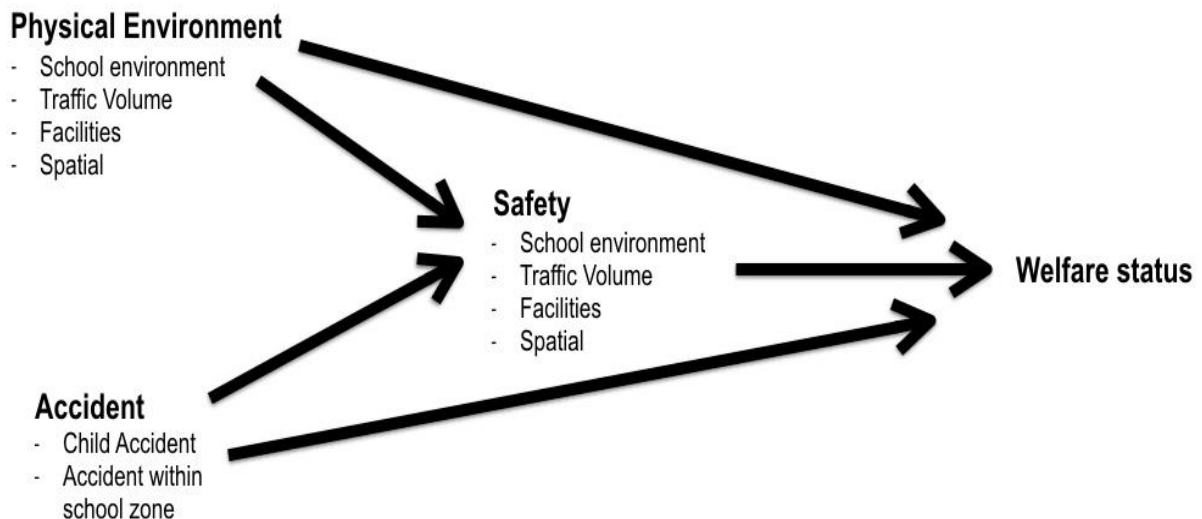 Physical Environment
- School environment
- Traffic Volume
- Facilities
- Spatial
Safety
- School environment
- Traffic Volume
- Facilities
- Spatial
Welfare status
Accident
- Child Accident
- Accident within
school zone